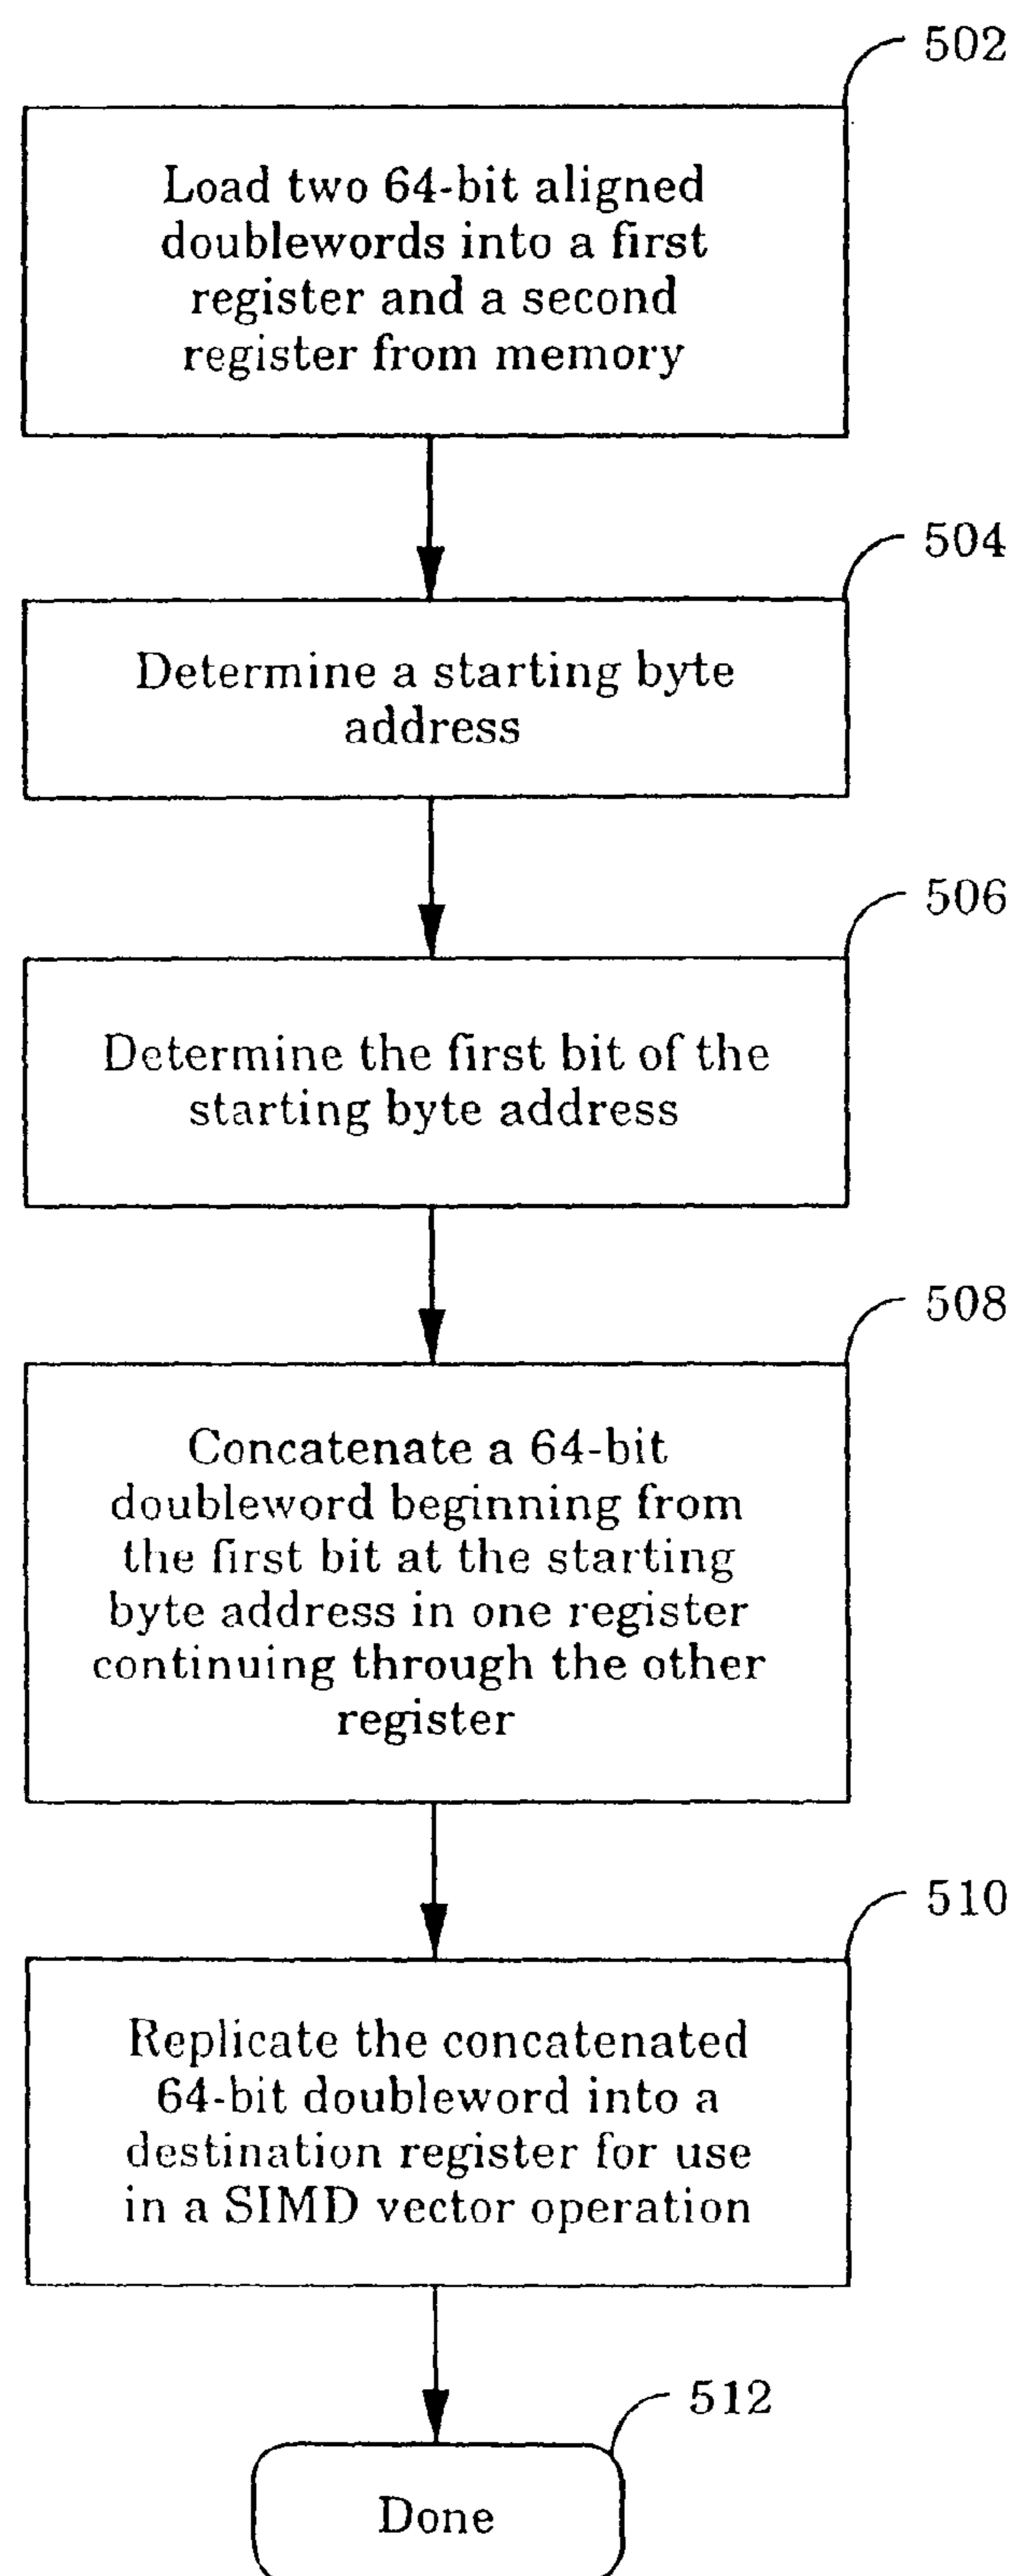 502
Load two 64-bit aligned
doublewords into a first
register and a second
register from memory
504
Determine a starting byte
address
506
Determine the first bit of the
starting byte address
508
Concatenate a 64-bit
doubleword beginning from
the first bit at the starting
byte address in one register
continuing through the other
register
510
Replicate the concatenated
64-bit doubleword into a
destination register for use
in a SIMD vector operation
512
Done